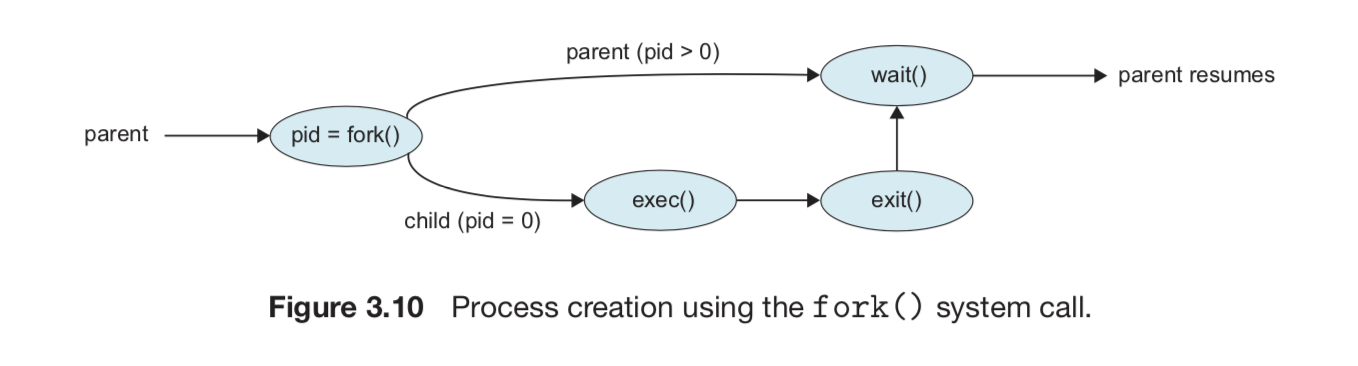 parent (pid > 0)
wait()
parent resumes
parent
pid = fork()
exec()
exit()
child (pid = 0)
Figure 3.10 Process creation using the fork() system call.